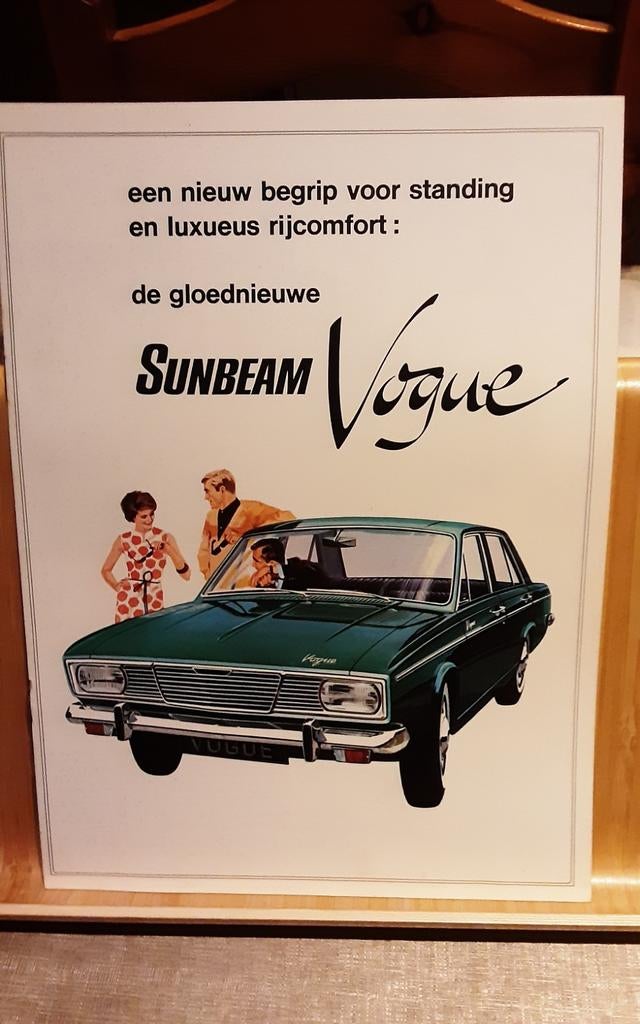 een nieuw begrip voor standing
en luxueus rijcomfort :
de gloednieuwe
SUNBEAM Vogue
Vogue
VOGUE